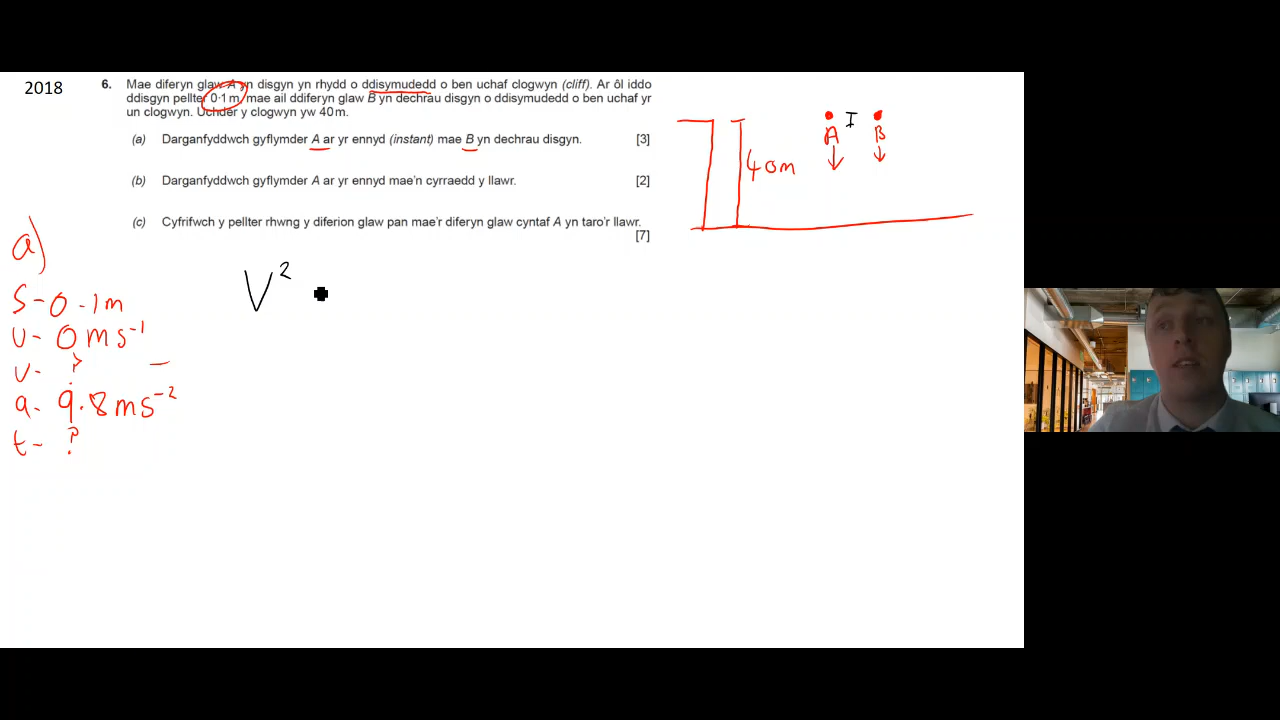 2018
6. Mae diferyn glaw A yn disgyn yn rhydd o ddisymudedd o ben uchaf clogwyn (cliff). Ar ôl iddo
ddisgyn pellter 0·1 m, mae ail ddiferyn glaw B yn dechrau disgyn o ddisymudedd o ben uchaf yr
un clogwyn. Uchder y clogwyn yw 40 m.
(a) Darganfyddwch gyflymder A ar yr ennyd (instant) mae B yn dechrau disgyn. [3]
(b) Darganfyddwch gyflymder A ar yr ennyd mae'n cyrraedd y llawr. [2]
(c) Cyfrifwch y pellter rhwng y diferion glaw pan mae'r diferyn glaw cyntaf A yn taro'r llawr.
[7]
A B
40m
a)
V²
S - 0.1m
u - 0ms⁻¹
v - ?
a - 9.8ms⁻²
t - ?